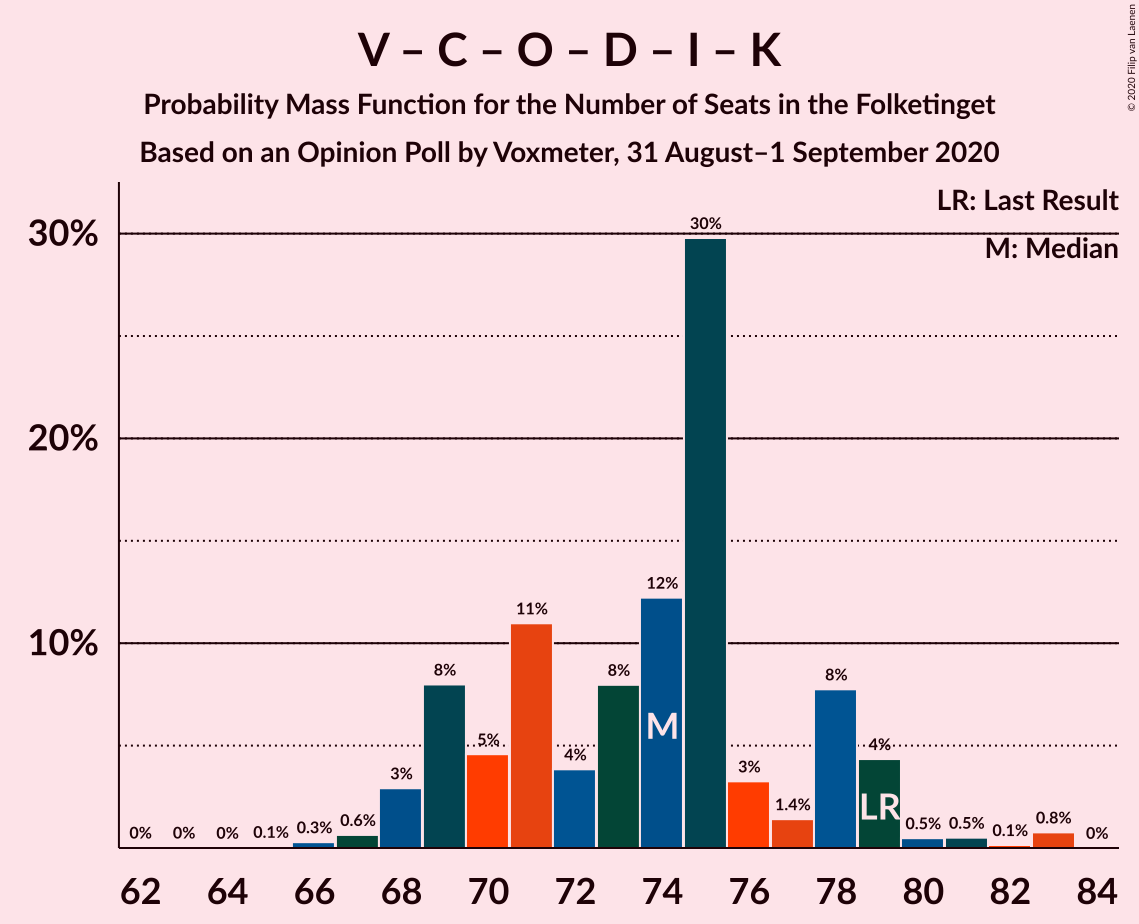 V – C – O – D – I – K
Probability Mass Function for the Number of Seats in the Folketinget
Based on an Opinion Poll by Voxmeter, 31 August–1 September 2020
© 2020 Filip van Laenen
LR: Last Result
M: Median
30%
20%
10%
0% 0% 0% 0.1% 0.3% 0.6% 3% 8% 5% 11% 4% 8% 12% 30% 3% 1.4% 8% 4% 0.5% 0.5% 0.1% 0.8% 0%
M
LR
62 64 66 68 70 72 74 76 78 80 82 84